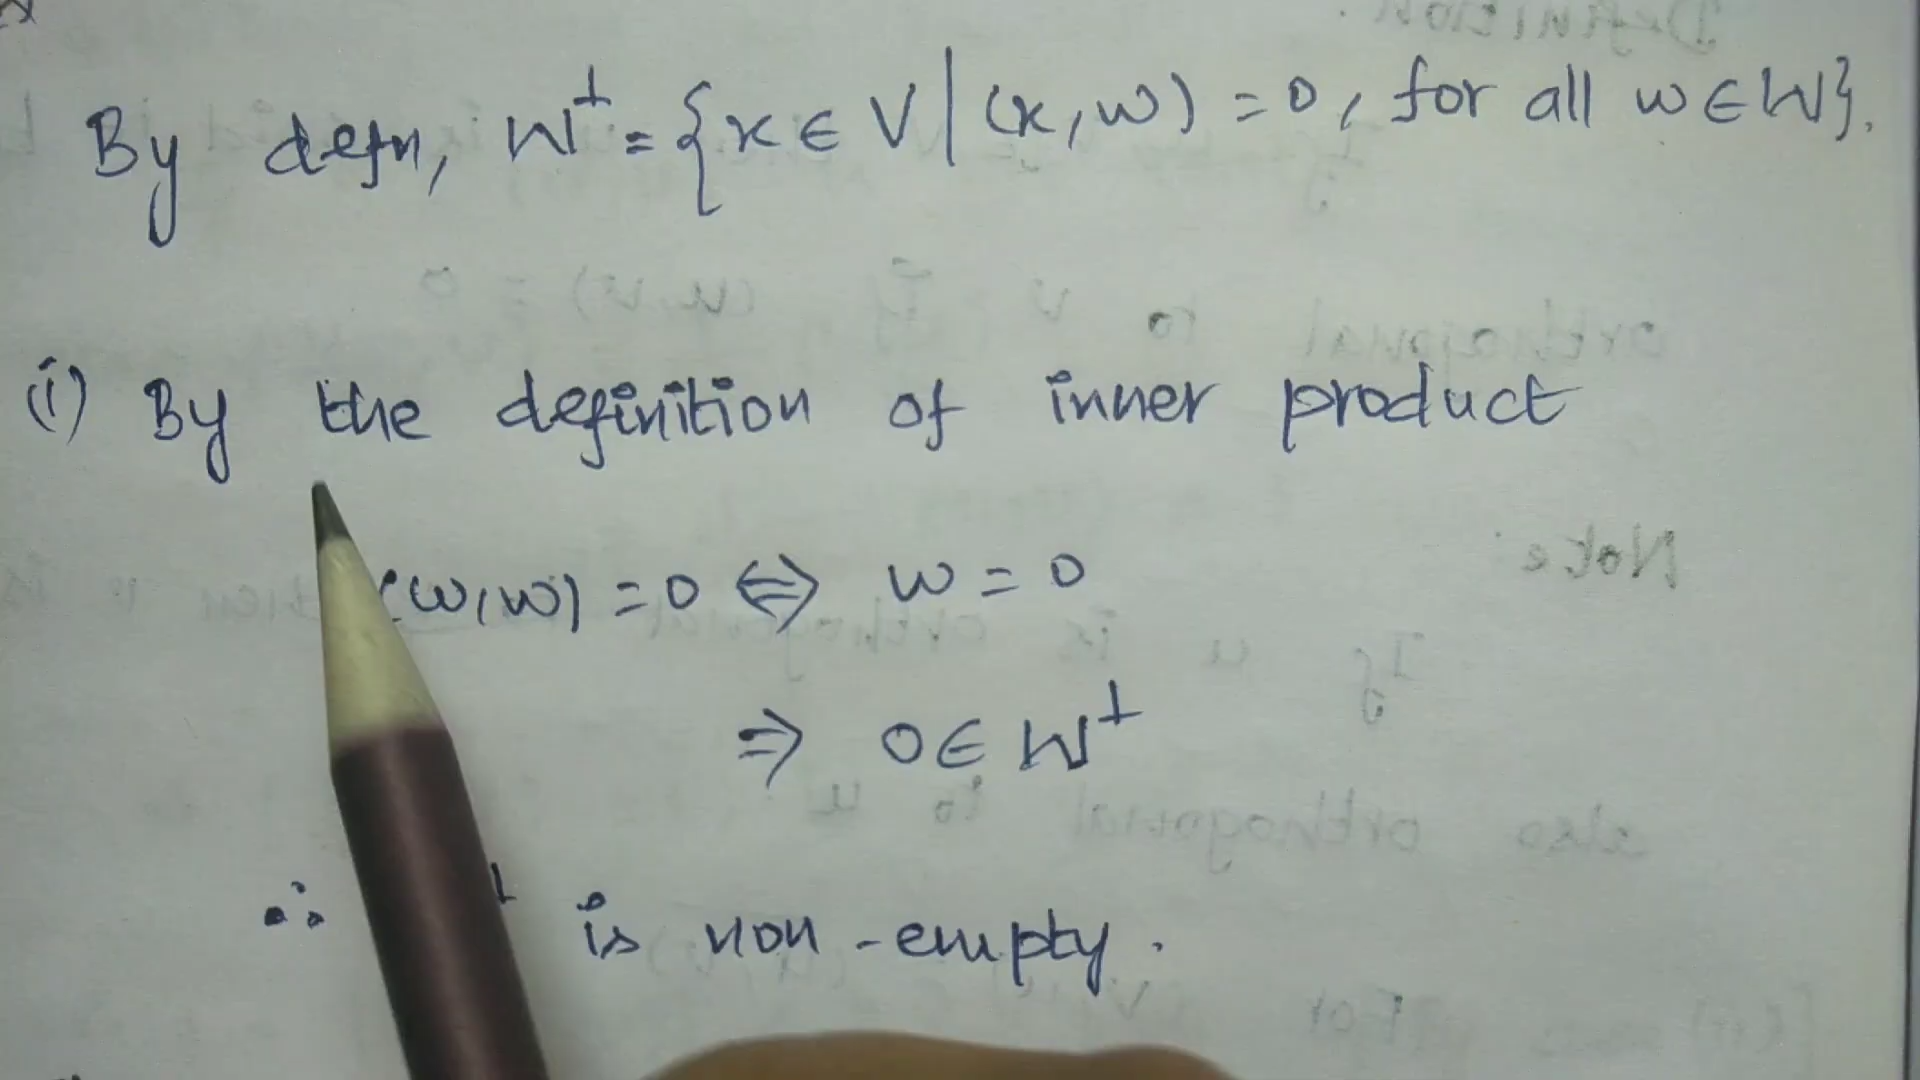 By defn, W⊥ = {x ∈ V | (x, w) = 0, for all w ∈ W}.
(i) By the definition of inner product
(w, w) = 0 ⇔ w = 0
⇒ 0 ∈ W⊥
∴ is non-empty.